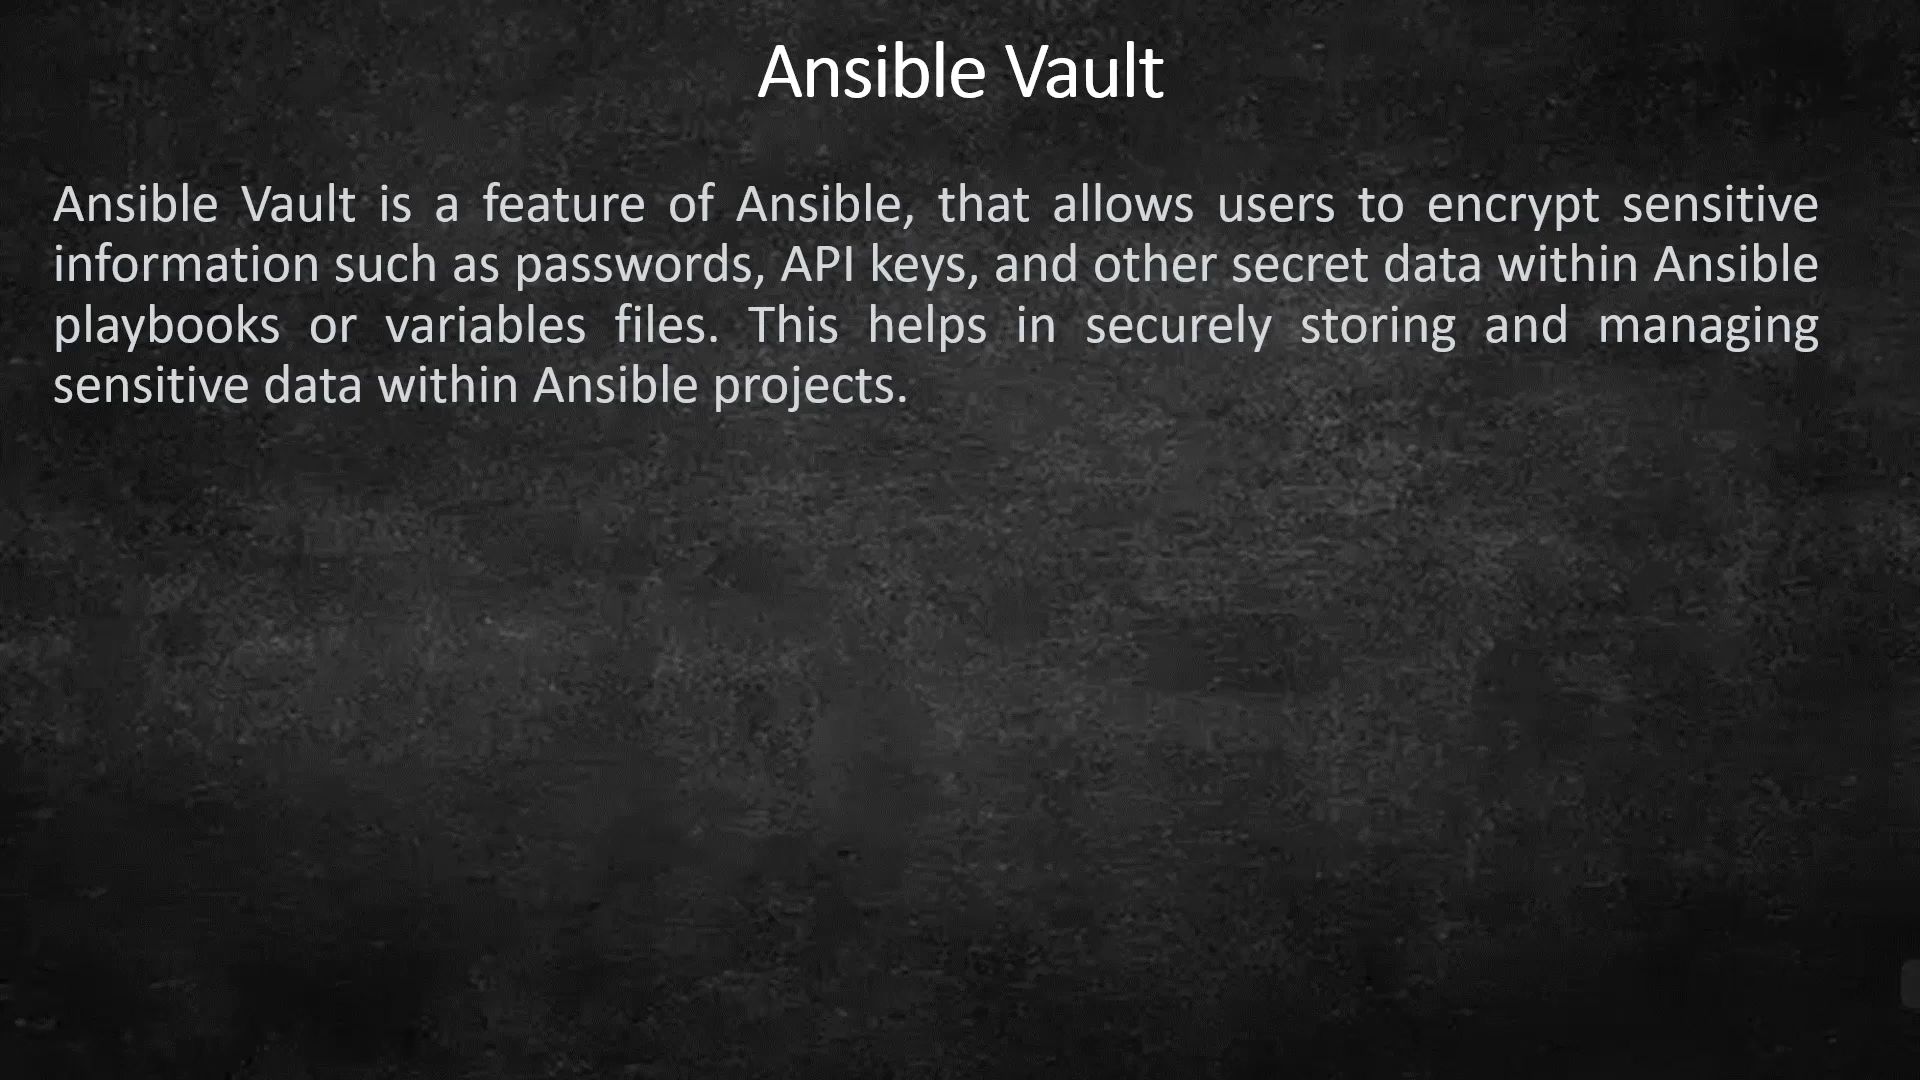 Ansible Vault
Ansible Vault is a feature of Ansible, that allows users to encrypt sensitive
information such as passwords, API keys, and other secret data within Ansible
playbooks or variables files. This helps in securely storing and managing
sensitive data within Ansible projects.